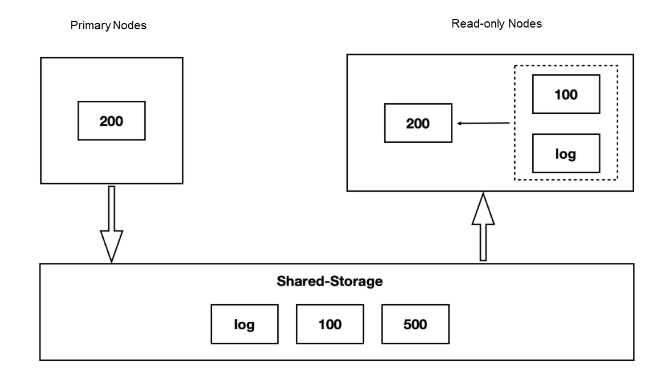 Primary Nodes
Read-only Nodes
200
200
100
log
Shared-Storage
log
100
500